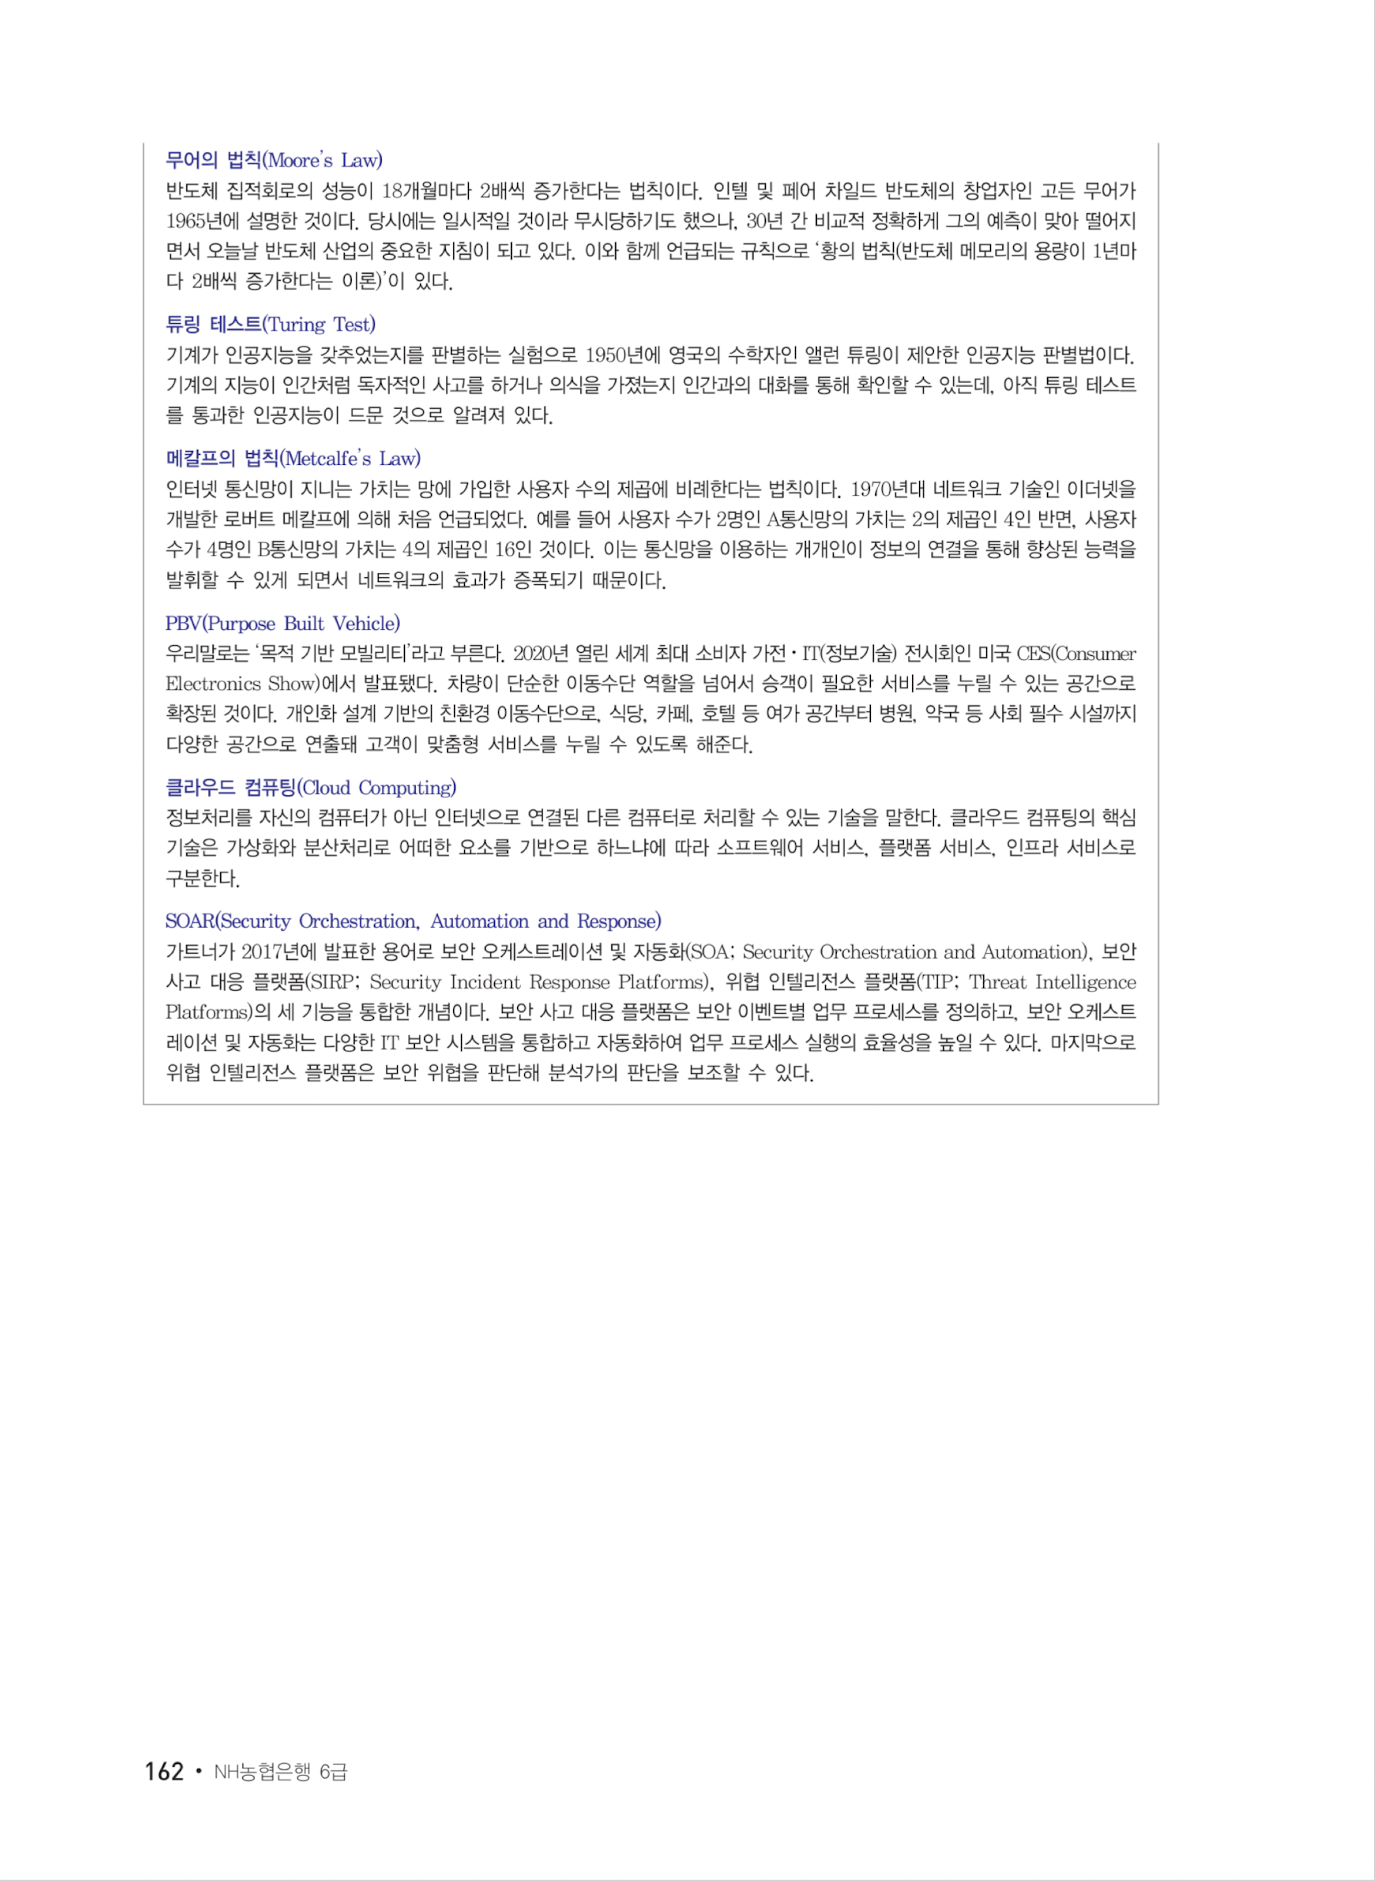 무어의 법칙(Moore's Law)
반도체 집적회로의 성능이 18개월마다 2배씩 증가한다는 법칙이다. 인텔 및 페어 차일드 반도체의 창업자인 고든 무어가
1965년에 설명한 것이다. 당시에는 일시적일 것이라 무시당하기도 했으나, 30년 간 비교적 정확하게 그의 예측이 맞아 떨어지
면서 오늘날 반도체 산업의 중요한 지침이 되고 있다. 이와 함께 언급되는 규칙으로 '황의 법칙(반도체 메모리의 용량이 1년마
다 2배씩 증가한다는 이론)'이 있다.
튜링 테스트(Turing Test)
기계가 인공지능을 갖추었는지를 판별하는 실험으로 1950년에 영국의 수학자인 앨런 튜링이 제안한 인공지능 판별법이다.
기계의 지능이 인간처럼 독자적인 사고를 하거나 의식을 가졌는지 인간과의 대화를 통해 확인할 수 있는데, 아직 튜링 테스트
를 통과한 인공지능이 드문 것으로 알려져 있다.
메칼프의 법칙(Metcalfe's Law)
인터넷 통신망이 지니는 가치는 망에 가입한 사용자 수의 제곱에 비례한다는 법칙이다. 1970년대 네트워크 기술인 이더넷을
개발한 로버트 메칼프에 의해 처음 언급되었다. 예를 들어 사용자 수가 2명인 A통신망의 가치는 2의 제곱인 4인 반면, 사용자
수가 4명인 B통신망의 가치는 4의 제곱인 16인 것이다. 이는 통신망을 이용하는 개개인이 정보의 연결을 통해 향상된 능력을
발휘할 수 있게 되면서 네트워크의 효과가 증폭되기 때문이다.
PBV(Purpose Built Vehicle)
우리말로는 '목적 기반 모빌리티'라고 부른다. 2020년 열린 세계 최대 소비자 가전・IT(정보기술) 전시회인 미국 CES(Consumer
Electronics Show)에서 발표됐다. 차량이 단순한 이동수단 역할을 넘어서 승객이 필요한 서비스를 누릴 수 있는 공간으로
확장된 것이다. 개인화 설계 기반의 친환경 이동수단으로, 식당, 카페, 호텔 등 여가 공간부터 병원, 약국 등 사회 필수 시설까지
다양한 공간으로 연출돼 고객이 맞춤형 서비스를 누릴 수 있도록 해준다.
클라우드 컴퓨팅(Cloud Computing)
정보처리를 자신의 컴퓨터가 아닌 인터넷으로 연결된 다른 컴퓨터로 처리할 수 있는 기술을 말한다. 클라우드 컴퓨팅의 핵심
기술은 가상화와 분산처리로 어떠한 요소를 기반으로 하느냐에 따라 소프트웨어 서비스, 플랫폼 서비스, 인프라 서비스로
구분한다.
SOAR(Security Orchestration, Automation and Response)
가트너가 2017년에 발표한 용어로 보안 오케스트레이션 및 자동화(SOA; Security Orchestration and Automation), 보안
사고 대응 플랫폼(SIRP; Security Incident Response Platforms), 위협 인텔리전스 플랫폼(TIP; Threat Intelligence
Platforms)의 세 기능을 통합한 개념이다. 보안 사고 대응 플랫폼은 보안 이벤트별 업무 프로세스를 정의하고, 보안 오케스트
레이션 및 자동화는 다양한 IT 보안 시스템을 통합하고 자동화하여 업무 프로세스 실행의 효율성을 높일 수 있다. 마지막으로
위협 인텔리전스 플랫폼은 보안 위협을 판단해 분석가의 판단을 보조할 수 있다.
162 • NH농협은행 6급